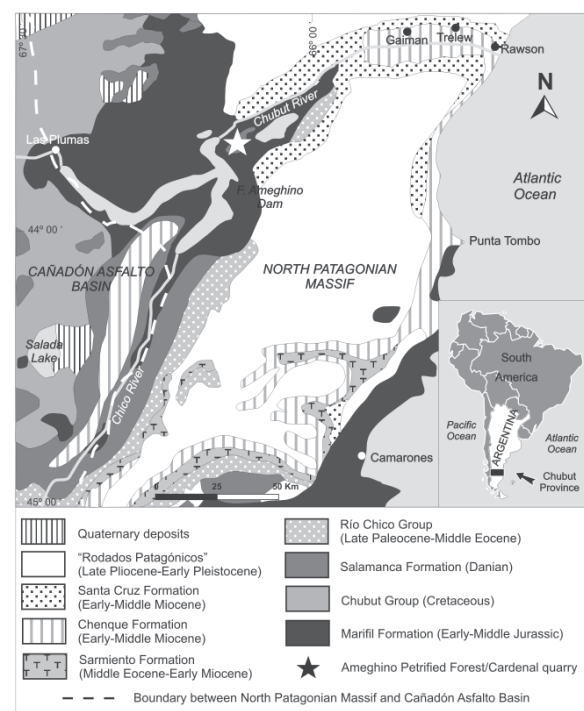 67º 00´
66º 00´
Gaiman
Trelew
Rawson
N
Chubut River
Las Plumas
F. Ameghino
Dam
Atlantic
Ocean
44º 00´
Punta Tombo
CAÑADÓN ASFALTO
BASIN
NORTH PATAGONIAN
MASSIF
Salada
Lake
Chico River
South
America
Pacific
Ocean
ARGENTINA
Atlantic
Ocean
Chubut
Province
Camarones
45º 00´
0 25 50 Km
Quaternary deposits
"Rodados Patagónicos"
(Late Pliocene-Early Pleistocene)
Santa Cruz Formation
(Early-Middle Miocene)
Chenque Formation
(Early-Middle Miocene)
Sarmiento Formation
(Middle Eocene-Early Miocene)
Río Chico Group
(Late Paleocene-Middle Eocene)
Salamanca Formation (Danian)
Chubut Group (Cretaceous)
Marifil Formation (Early-Middle Jurassic)
Ameghino Petrified Forest/Cardenal quarry
Boundary between North Patagonian Massif and Cañadón Asfalto Basin